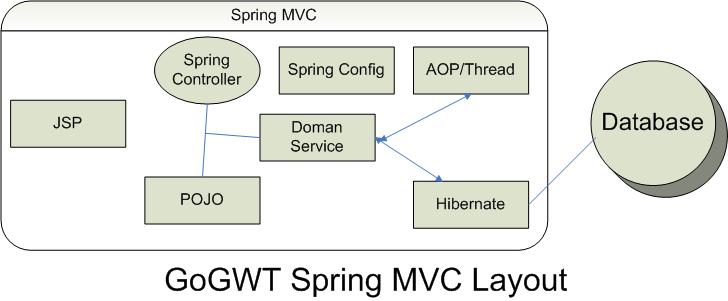 Spring MVC
Spring
Controller
Spring Config
AOP/Thread
JSP
Doman
Service
Database
POJO
Hibernate
GoGWT Spring MVC Layout